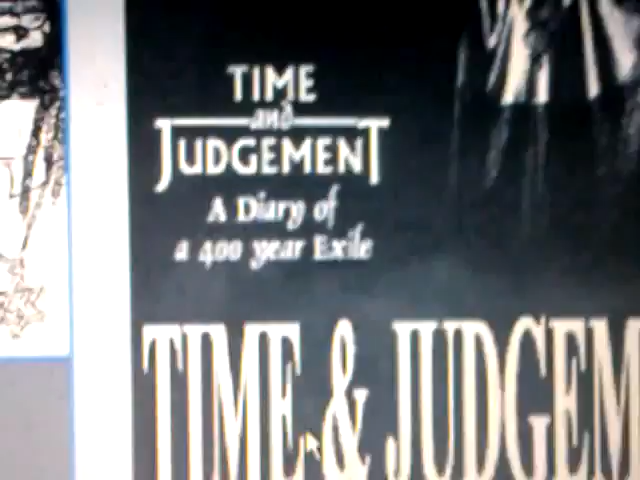 TIME
and
JUDGEMENT
A Diary of
a 400 year Exile
TIME & JUDGEM